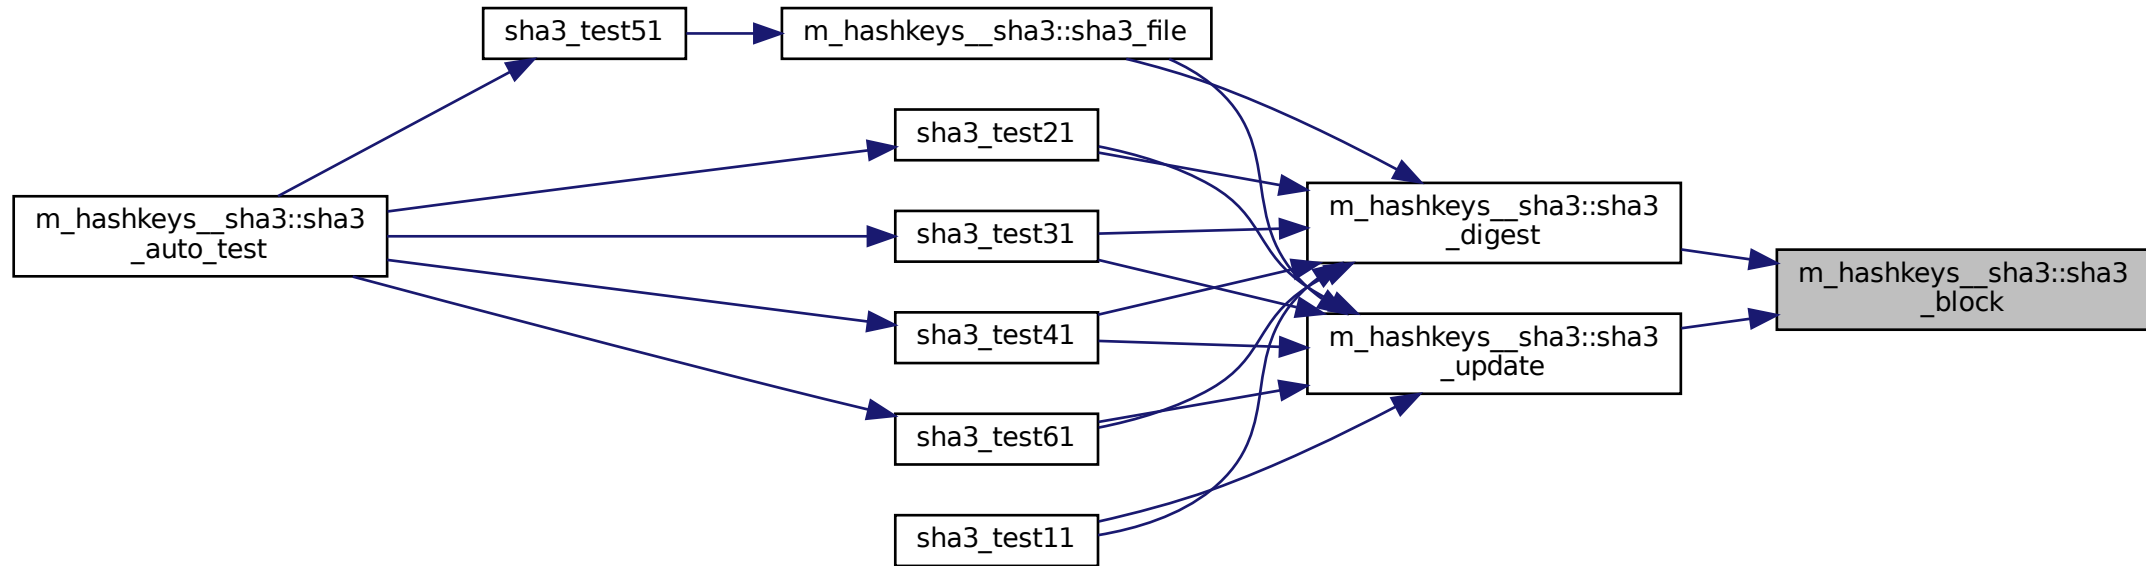 sha3_test51
m_hashkeys__sha3::sha3_file
sha3_test21
m_hashkeys__sha3::sha3
_auto_test
sha3_test31
m_hashkeys__sha3::sha3
_digest
m_hashkeys__sha3::sha3
_block
sha3_test41
m_hashkeys__sha3::sha3
_update
sha3_test61
sha3_test11